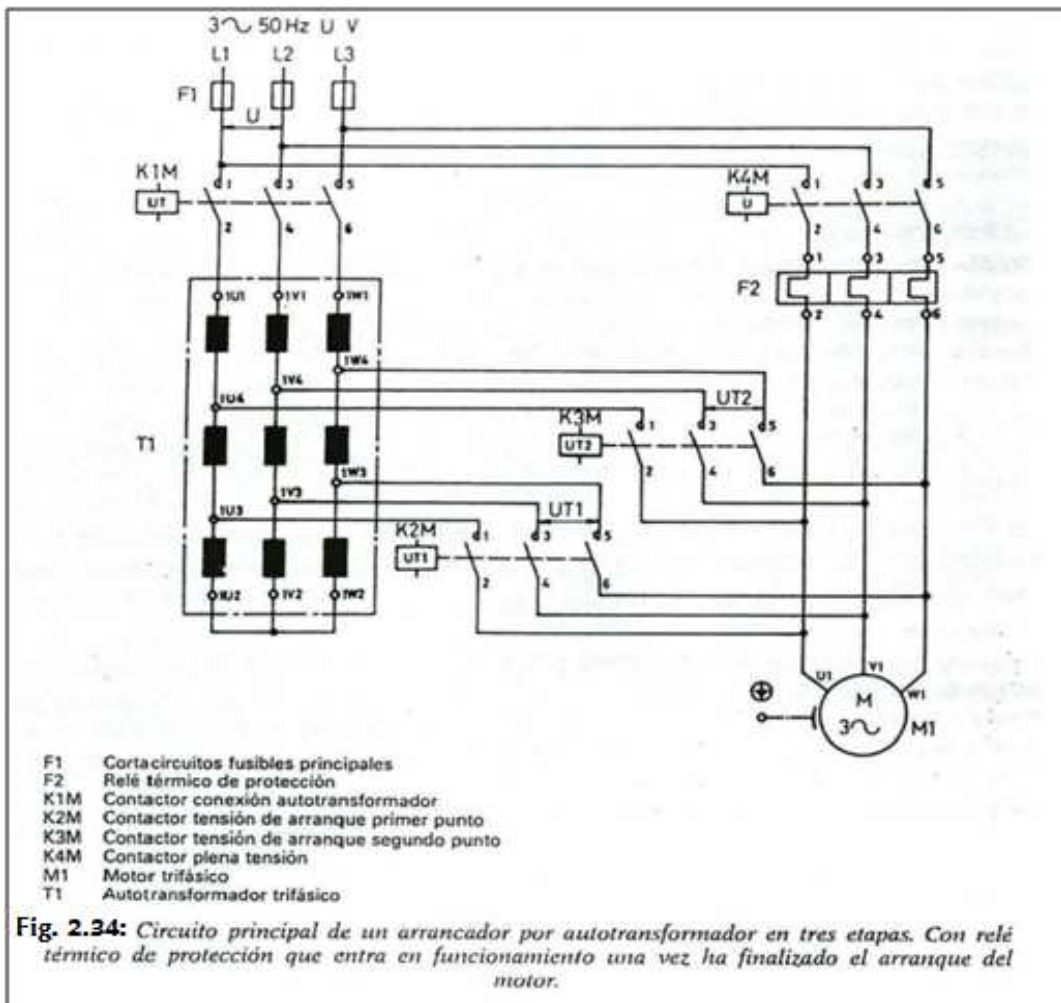 3~ 50Hz U V
L1 L2 L3
F1
U
K1M
UT
1 3 5
2 4 6
K4M
U
1 3 5
2 4 6
1 3 5
F2
2 4 6
1U1 1V1 1W1
1W4
1V4
1U4
UT2
K3M
UT2
1 3 5
2 4 6
T1
1W3
1V3
1U3
UT1
K2M
UT1
1 3 5
2 4 6
1U2 1V2 1W2
U1 V1 W1
M
3~
M1
F1 Cortacircuitos fusibles principales
F2 Relé térmico de protección
K1M Contactor conexión autotransformador
K2M Contactor tensión de arranque primer punto
K3M Contactor tensión de arranque segundo punto
K4M Contactor plena tensión
M1 Motor trifásico
T1 Autotransformador trifásico
Fig. 2.34: Circuito principal de un arrancador por autotransformador en tres etapas. Con relé
térmico de protección que entra en funcionamiento una vez ha finalizado el arranque del
motor.